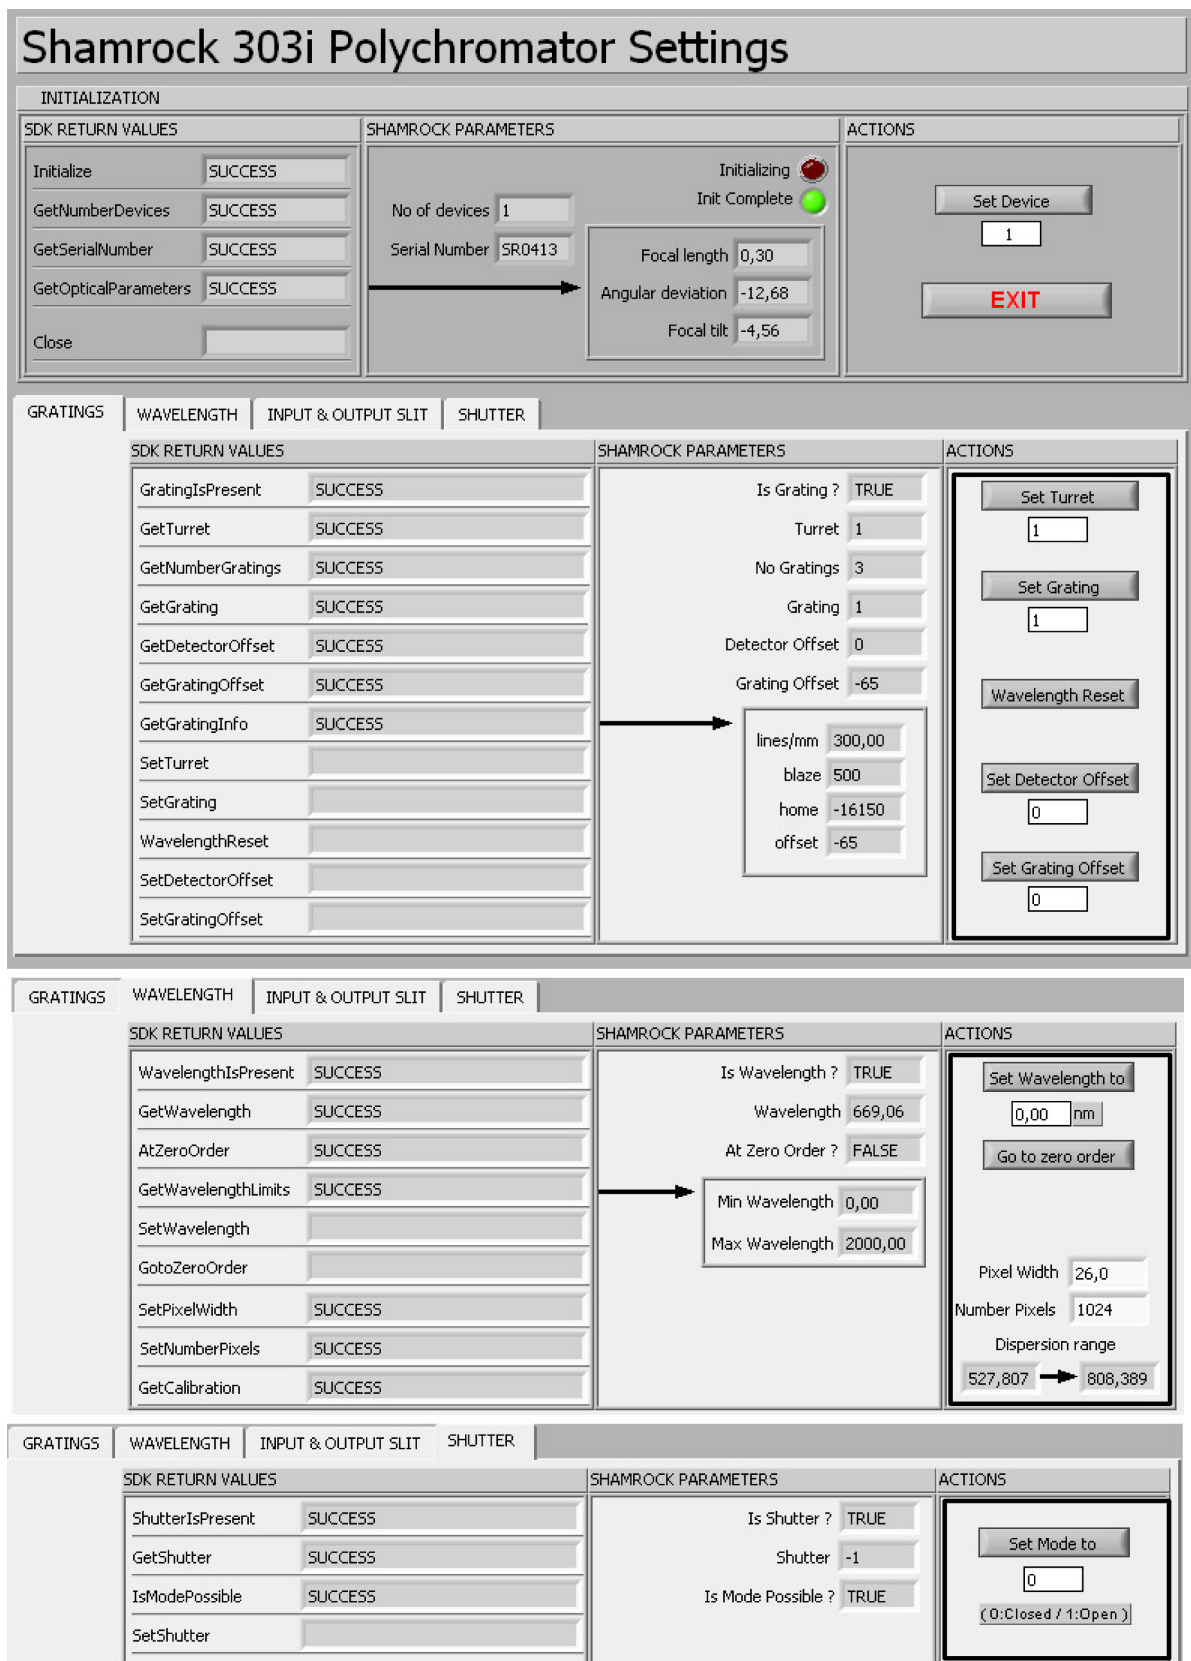 Shamrock 303i Polychromator Settings
INITIALIZATION
SDK RETURN VALUES
Initialize SUCCESS
GetNumberDevices SUCCESS
GetSerialNumber SUCCESS
GetOpticalParameters SUCCESS
Close
SHAMROCK PARAMETERS
Initializing
Init Complete
No of devices 1
Serial Number SR0413
Focal length 0,30
Angular deviation -12,68
Focal tilt -4,56
ACTIONS
Set Device
1
EXIT
GRATINGS WAVELENGTH INPUT & OUTPUT SLIT SHUTTER
SDK RETURN VALUES
GratingIsPresent SUCCESS
GetTurret SUCCESS
GetNumberGratings SUCCESS
GetGrating SUCCESS
GetDetectorOffset SUCCESS
GetGratingOffset SUCCESS
GetGratingInfo SUCCESS
SetTurret
SetGrating
WavelengthReset
SetDetectorOffset
SetGratingOffset
SHAMROCK PARAMETERS
Is Grating ? TRUE
Turret 1
No Gratings 3
Grating 1
Detector Offset 0
Grating Offset -65
lines/mm 300,00
blaze 500
home -16150
offset -65
ACTIONS
Set Turret
1
Set Grating
1
Wavelength Reset
Set Detector Offset
0
Set Grating Offset
0
GRATINGS WAVELENGTH INPUT & OUTPUT SLIT SHUTTER
SDK RETURN VALUES
WavelengthIsPresent SUCCESS
GetWavelength SUCCESS
AtZeroOrder SUCCESS
GetWavelengthLimits SUCCESS
SetWavelength
GotoZeroOrder
SetPixelWidth SUCCESS
SetNumberPixels SUCCESS
GetCalibration SUCCESS
SHAMROCK PARAMETERS
Is Wavelength ? TRUE
Wavelength 669,06
At Zero Order ? FALSE
Min Wavelength 0,00
Max Wavelength 2000,00
ACTIONS
Set Wavelength to
0,00 nm
Go to zero order
Pixel Width 26,0
Number Pixels 1024
Dispersion range
527,807 808,389
GRATINGS WAVELENGTH INPUT & OUTPUT SLIT SHUTTER
SDK RETURN VALUES
ShutterIsPresent SUCCESS
GetShutter SUCCESS
IsModePossible SUCCESS
SetShutter
SHAMROCK PARAMETERS
Is Shutter ? TRUE
Shutter -1
Is Mode Possible ? TRUE
ACTIONS
Set Mode to
0
( 0:Closed / 1:Open )